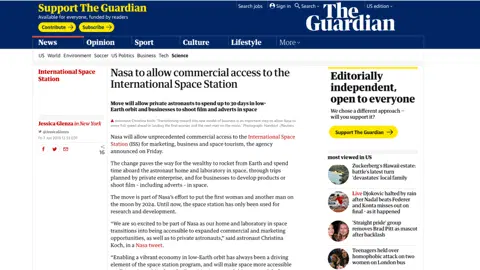 Support The Guardian
Available for everyone, funded by readers
Contribute
Subscribe
Search jobs
Sign in
Search
US edition
The
Guardian
News
Opinion
Sport
Culture
Lifestyle
More
US
World
Environment
Soccer
US Politics
Business
Tech
Science
International
Space Station
Nasa to allow commercial access to the
International Space Station
Move will allow private astronauts to spend up to 30 days in low-
Earth orbit and businesses to shoot film and adverts in space
Jessica Glenza in New York
Nasa will allow unprecedented commercial access to the International Space
Station (ISS) for marketing, business and space tourism, the agency
announced on Friday.
The change paves the way for the wealthy to rocket from Earth and spend
time aboard the astronaut home and laboratory in space, through trips
planned by private enterprise, and for businesses to develop products or
shoot film – including adverts – in space.
The move is part of Nasa's effort to put the first woman and another man on
the moon by 2024. Until now, the space station has only been used for
research and development.
"We are so excited to be part of Nasa as our home and laboratory in space
transitions into being accessible to expanded commercial and marketing
opportunities, as well as to private astronauts," said astronaut Christina
Koch, in a Nasa tweet.
"Enabling a vibrant economy in low-Earth orbit has always been a driving
element of the space station program, and will make space more accessible
Editorially
independent,
open to everyone
We chose a different approach –
will you support it?
Support The Guardian
most viewed in US
Zuckerberg's Hawaii estate:
battle's latest turn
'devastates' local family
Live Djokovic halted by rain
after Nadal beats Federer
and Konta misses out on
final – as it happened
'Straight pride' group
removes Brad Pitt as mascot
after backlash
Teenagers held over
homophobic attack on two
women on London bus